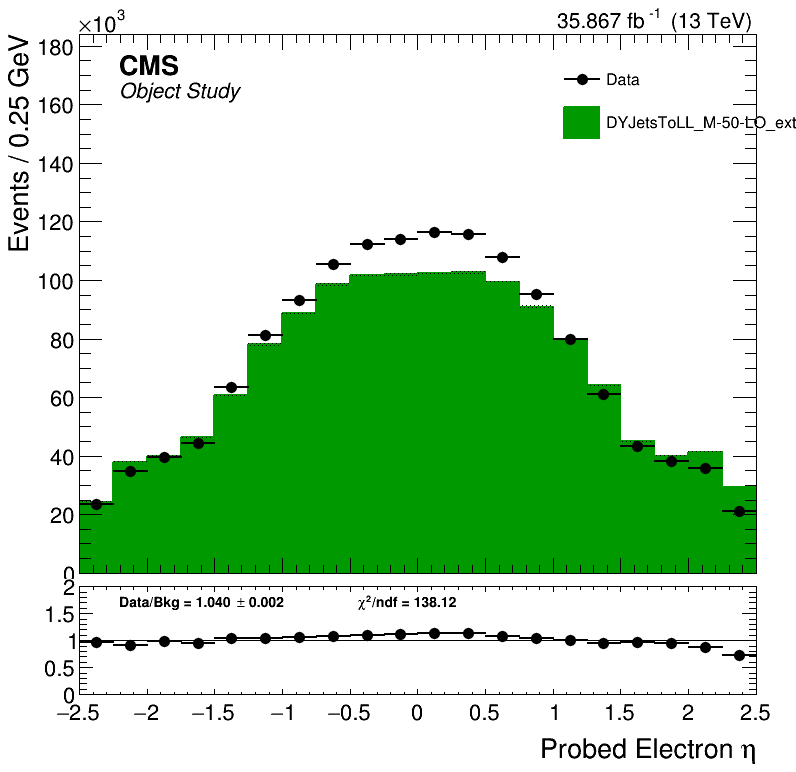 ×10³
35.867 fb⁻¹ (13 TeV)
Events / 0.25 GeV
180
160
140
120
100
80
60
40
20
0
CMS
Object Study
Data
DYJetsToLL_M-50-LO_ext
2
1.5
1
0.5
0
Data/Bkg = 1.040 ± 0.002
χ²/ndf = 138.12
−2.5 −2 −1.5 −1 −0.5 0 0.5 1 1.5 2 2.5
Probed Electron η